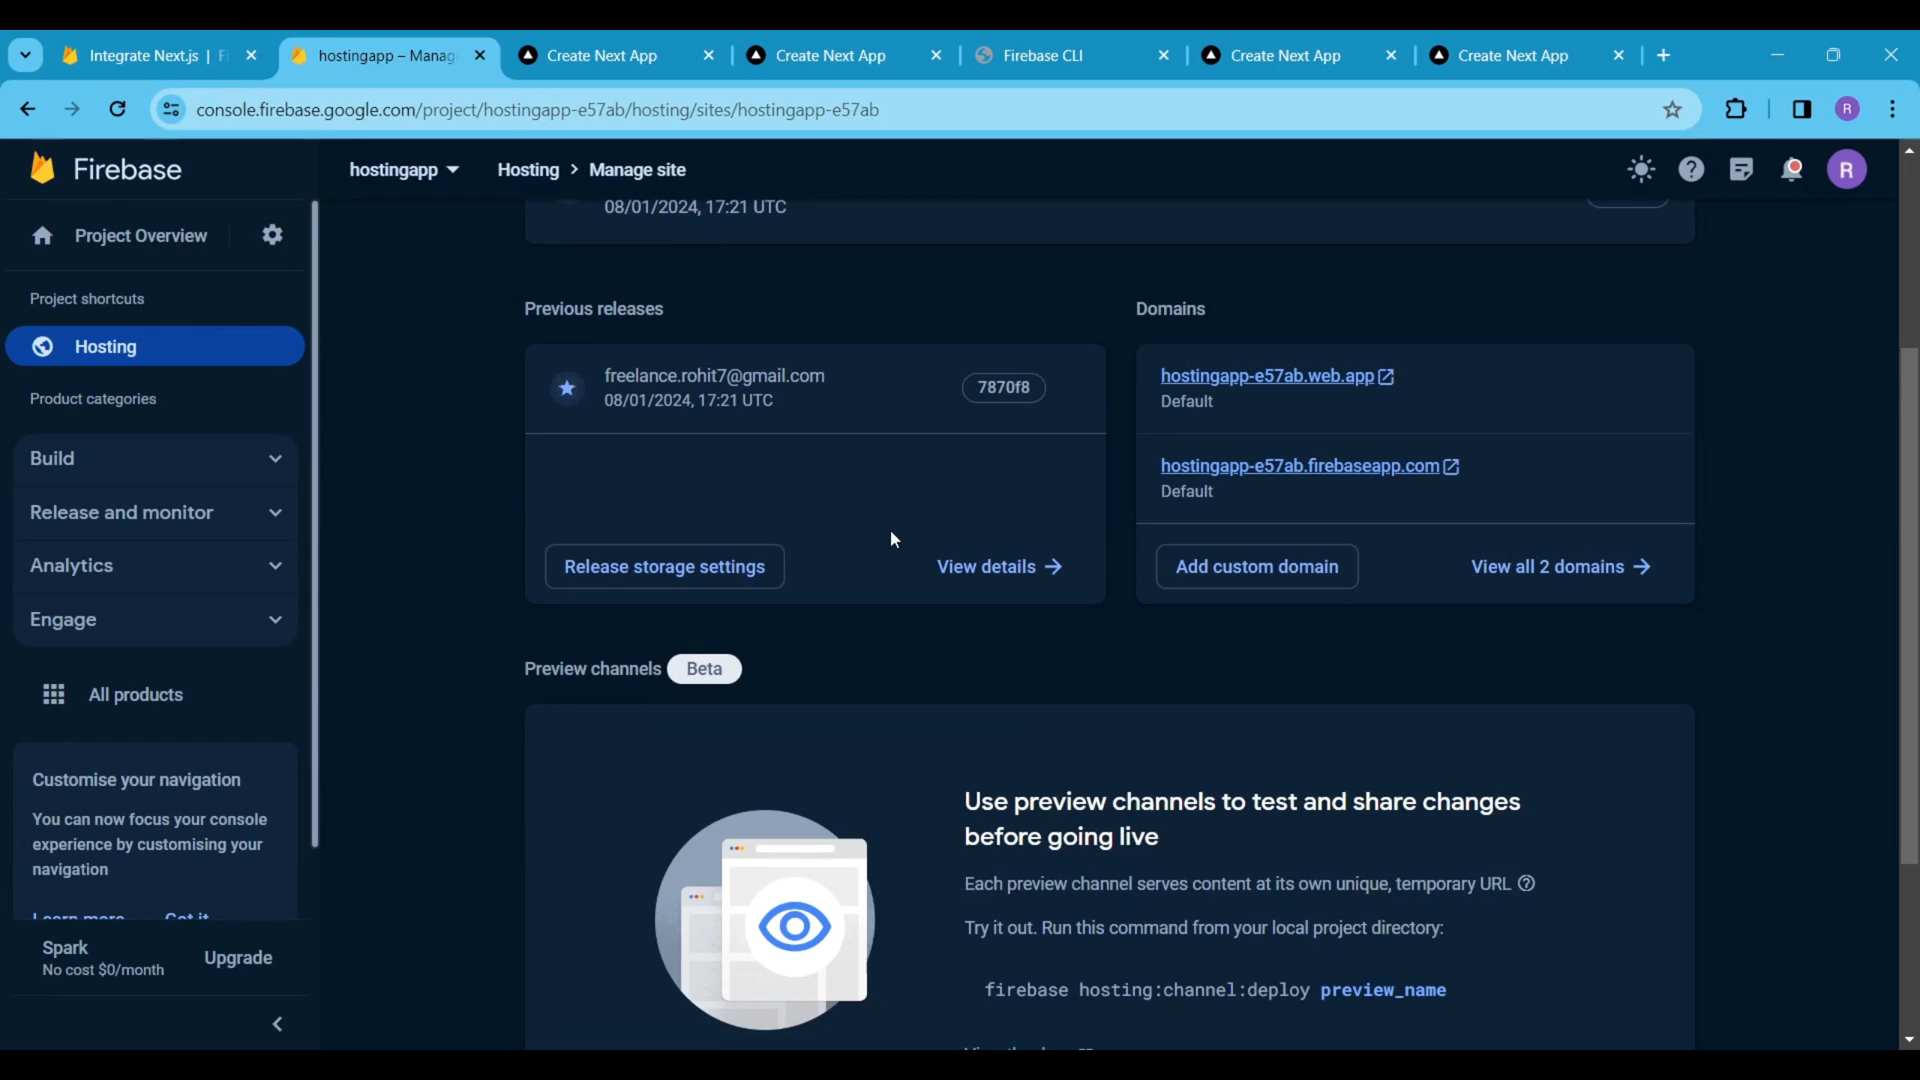 Integrate Next.js | Fi
hostingapp – Manag
Create Next App
Create Next App
Firebase CLI
Create Next App
Create Next App
console.firebase.google.com/project/hostingapp-e57ab/hosting/sites/hostingapp-e57ab
R
Firebase
hostingapp
Hosting > Manage site
R
Project Overview
Project shortcuts
Hosting
Product categories
Build
Release and monitor
Analytics
Engage
All products
Customise your navigation
You can now focus your console
experience by customising your
navigation
Learn more
Got it
Spark
No cost $0/month
Upgrade
08/01/2024, 17:21 UTC
Previous releases
freelance.rohit7@gmail.com
08/01/2024, 17:21 UTC
7870f8
Release storage settings
View details
Domains
hostingapp-e57ab.web.app
Default
hostingapp-e57ab.firebaseapp.com
Default
Add custom domain
View all 2 domains
Preview channels
Beta
Use preview channels to test and share changes
before going live
Each preview channel serves content at its own unique, temporary URL
Try it out. Run this command from your local project directory:
firebase hosting:channel:deploy preview_name